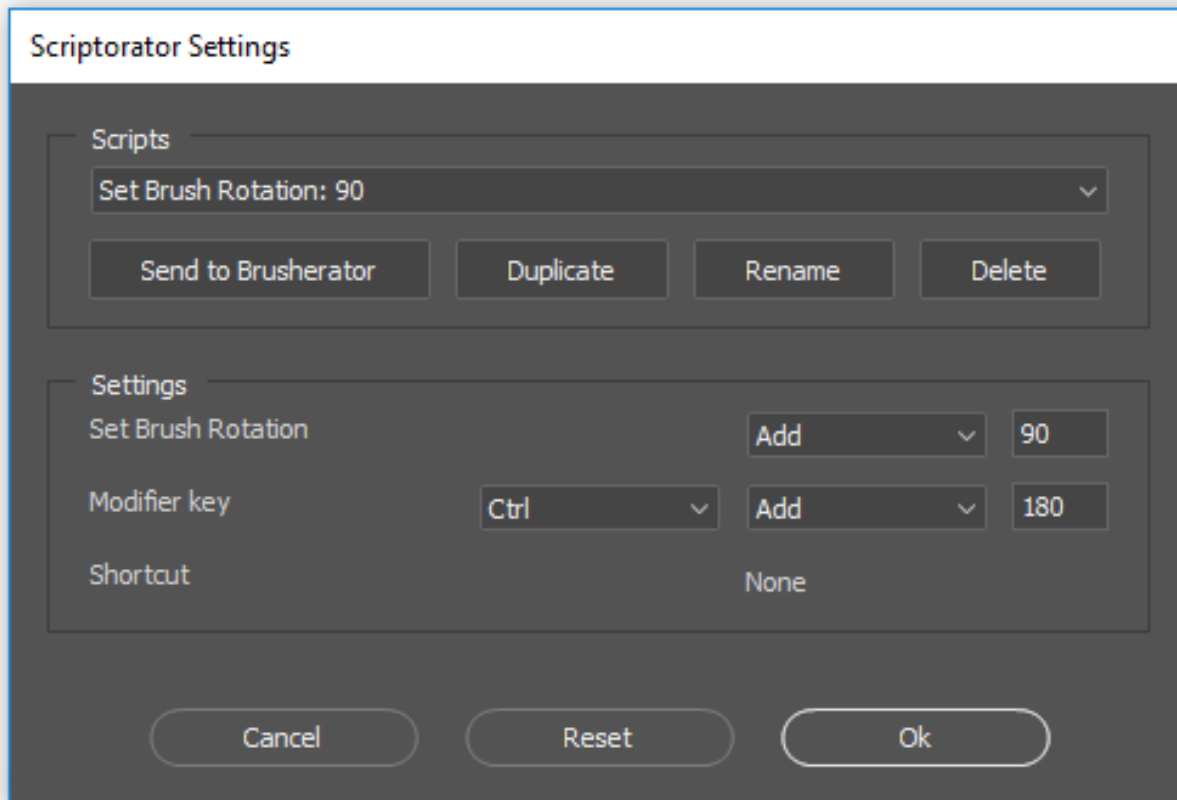 Scriptorator Settings
Scripts
Set Brush Rotation: 90
Send to Brusherator Duplicate Rename Delete
Settings
Set Brush Rotation Add 90
Modifier key Ctrl Add 180
Shortcut None
Cancel Reset Ok